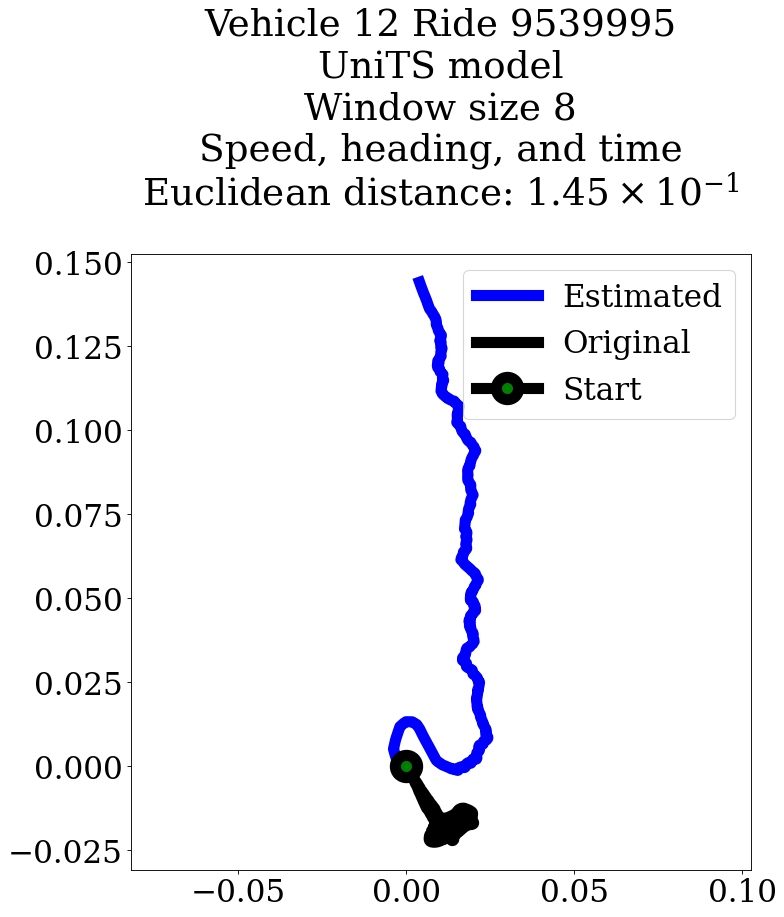 Vehicle 12 Ride 9539995
UniTS model
Window size 8
Speed, heading, and time
Euclidean distance: 1.45 × 10⁻¹
0.150
0.125
0.100
0.075
0.050
0.025
0.000
−0.025
Estimated
Original
Start
−0.05 0.00 0.05 0.10